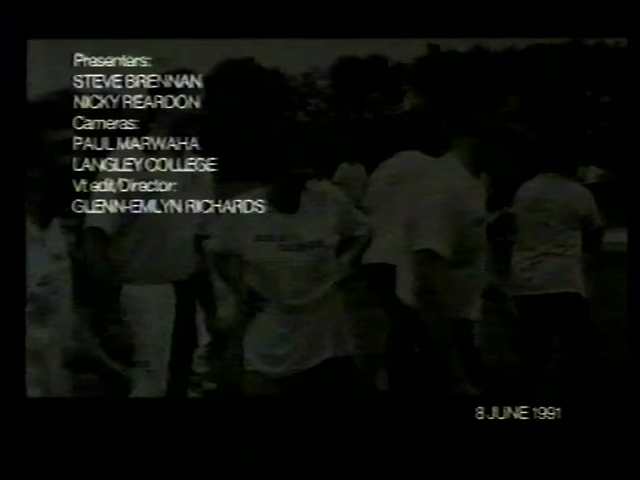 Presenters:
STEVE BRENNAN
NICKY REARDON
Cameras:
PAUL MARWAHA
LANGLEY COLLEGE
Vt edit/Director:
GLENN-EMLYN RICHARDS
8 JUNE 1991